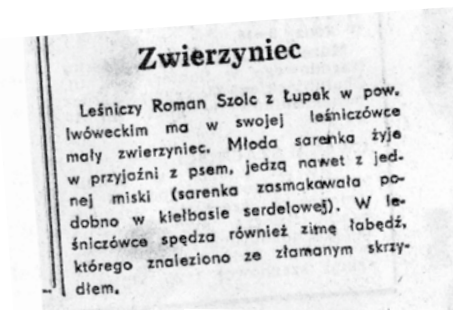 Zwierzyniec
Leśniczy Roman Szolc z Łupek w pow.
lwóweckim ma w swojej leśniczówce
mały zwierzyniec. Młoda sarenka żyje
w przyjaźni z psem, jedzą nawet z jed-
nej miski (sarenka zasmakowała po-
dobno w kiełbasie serdelowej). W le-
śniczówce spędza również zimę łabędź,
którego znaleziono ze złamanym skrzy-
dłem.